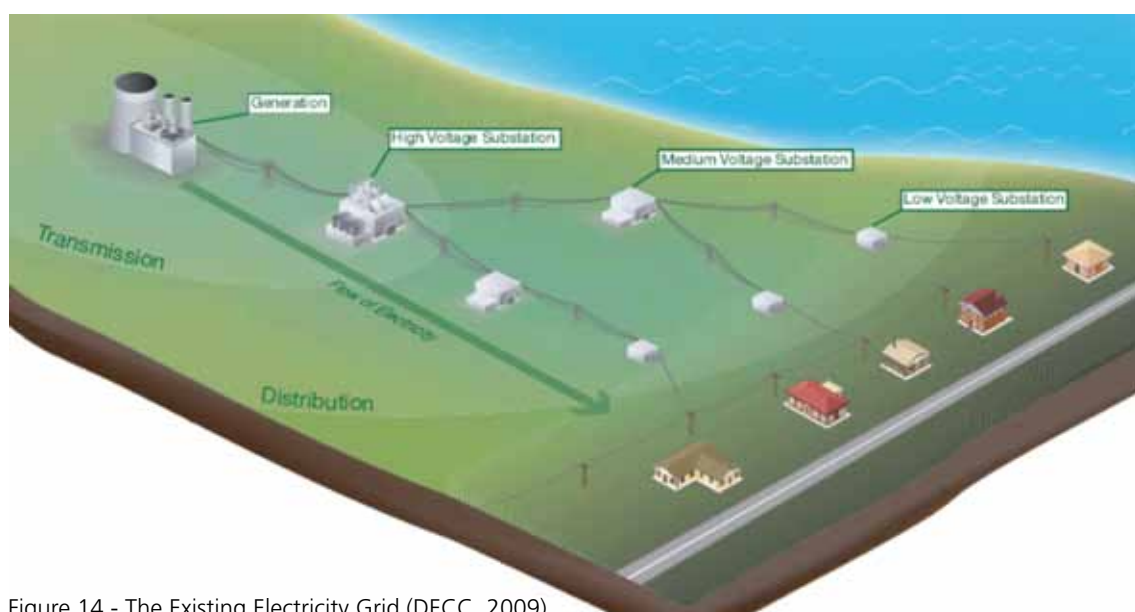 Generation
High Voltage Substation
Medium Voltage Substation
Low Voltage Substation
Transmission
Flow of Electricity
Distribution
Figure 14 - The Existing Electricity Grid (DECC, 2009)